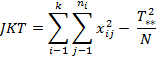 JKT = \sum_{i-1}^{k} \sum_{j-1}^{n_i} x_{ij}^2 - \frac{T_{**}^2}{N}